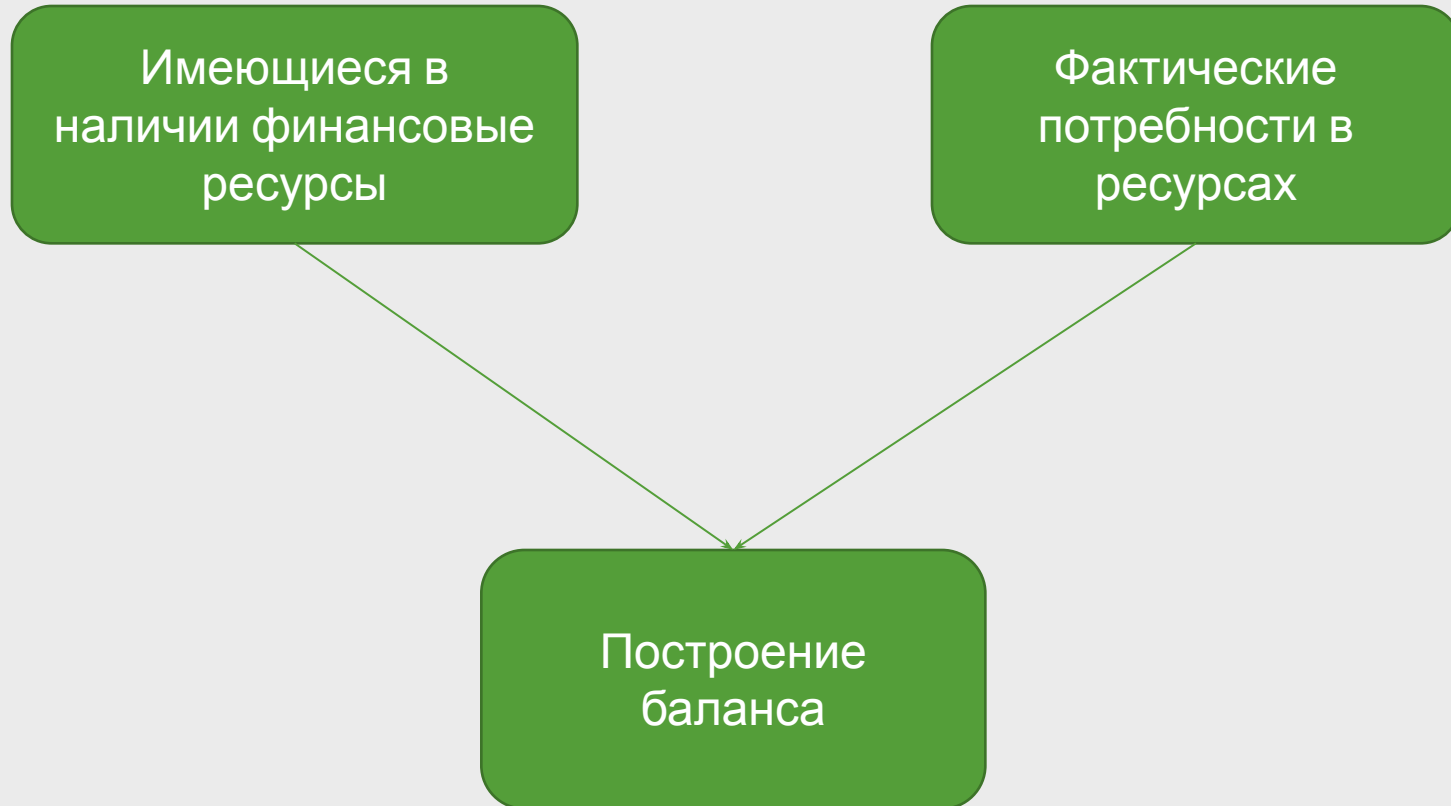 Имеющиеся в
наличии финансовые
ресурсы
Фактические
потребности в
ресурсах
Построение
баланса